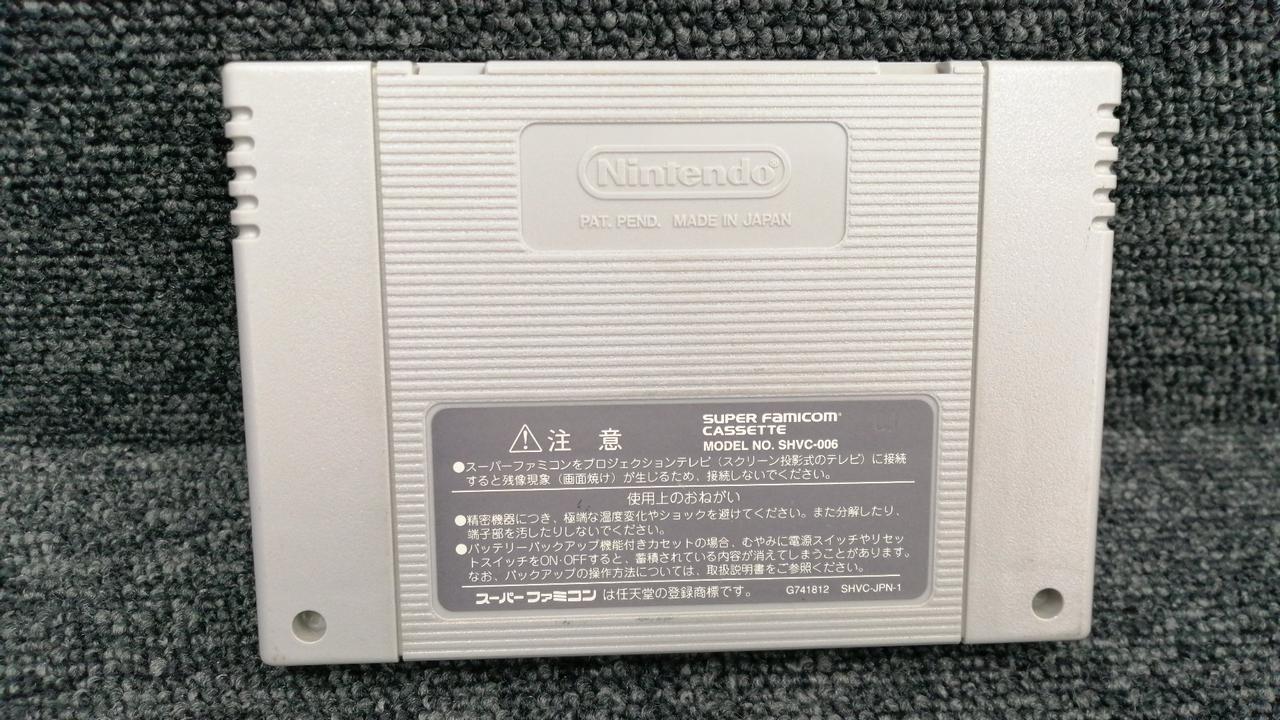 Nintendo®
PAT. PEND. MADE IN JAPAN
注意
SUPER FAMICOM®
CASSETTE
MODEL NO. SHVC-006
●スーパーファミコンをプロジェクションテレビ（スクリーン投影式のテレビ）に接続
すると残像現象（画面焼け）が生じるため、接続しないでください。
使用上のおねがい
●精密機器につき、極端な温度変化やショックを避けてください。また分解したり、
端子部を汚したりしないでください。
●バッテリーバックアップ機能付きカセットの場合、むやみに電源スイッチやリセッ
トスイッチをON·OFFすると、蓄積されている内容が消えてしまうことがあります。
なお、バックアップの操作方法については、取扱説明書をご参照ください。
スーパーファミコンは任天堂の登録商標です。 G741812 SHVC-JPN-1